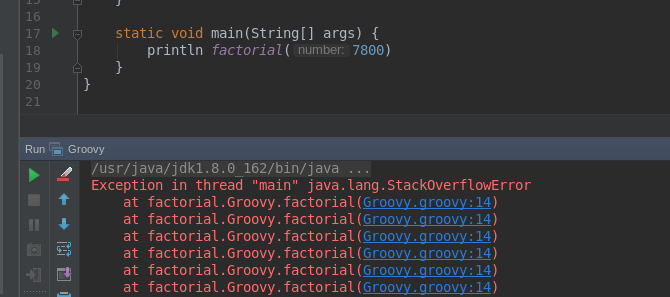 15 }
16
17 static void main(String[] args) {
18 println factorial( number: 7800)
19 }
20 }
21
Run Groovy
/usr/java/jdk1.8.0_162/bin/java ...
Exception in thread "main" java.lang.StackOverflowError
at factorial.Groovy.factorial(Groovy.groovy:14)
at factorial.Groovy.factorial(Groovy.groovy:14)
at factorial.Groovy.factorial(Groovy.groovy:14)
at factorial.Groovy.factorial(Groovy.groovy:14)
at factorial.Groovy.factorial(Groovy.groovy:14)
at factorial.Groovy.factorial(Groovy.groovy:14)